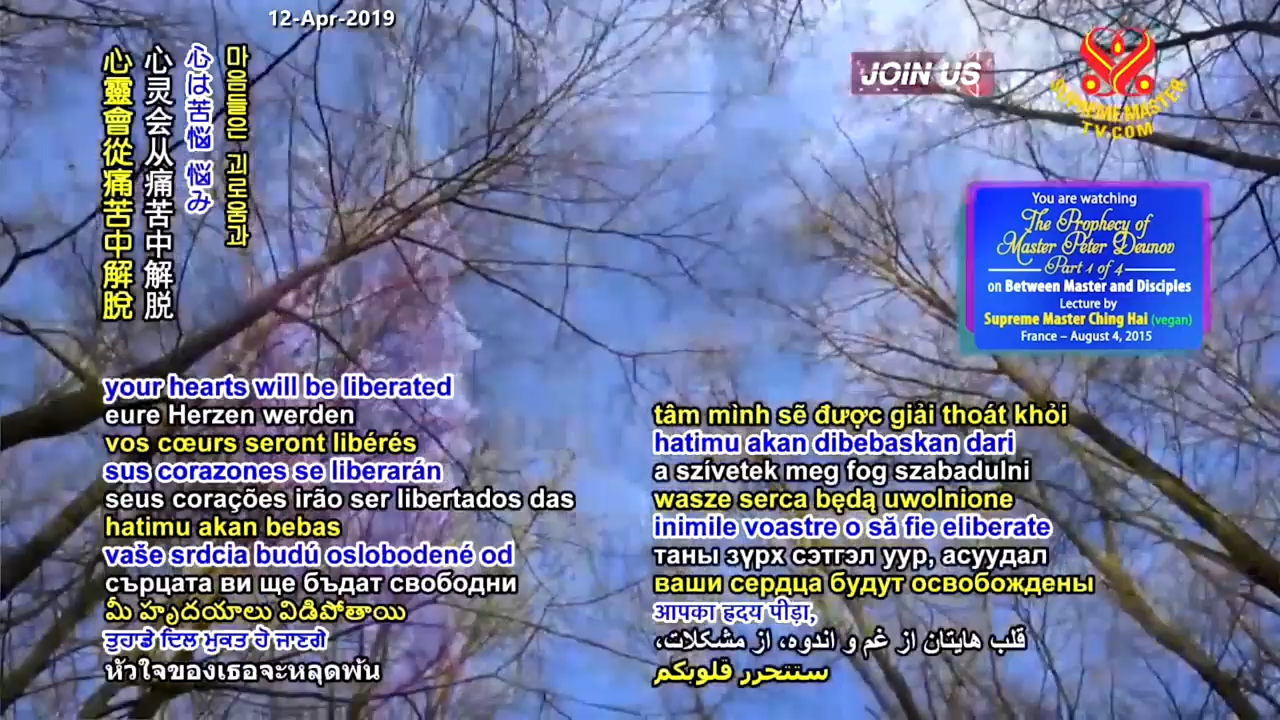 12-Apr-2019
心靈會從痛苦中解脫
心灵会从痛苦中解脱
心は苦悩 悩み
마음들인 괴로움과
JOIN US
SUPREME MASTER
TV.COM
You are watching
The Prophecy of
Master Peter Deunov
Part 1 of 4
on Between Master and Disciples
Lecture by
Supreme Master Ching Hai (vegan)
France – August 4, 2015
your hearts will be liberated
eure Herzen werden
vos cœurs seront libérés
sus corazones se liberarán
seus corações irão ser libertados das
hatimu akan bebas
vaše srdcia budú oslobodené od
сърцата ви ще бъдат свободни
మీ హృదయాలు విడిపోతాయి
ਤੁਹਾਡੇ ਦਿਲ ਮੁਕਤ ਹੋ ਜਾਣਗੇ
หัวใจของเธอจะหลุดพ้น
tâm mình sẽ được giải thoát khỏi
hatimu akan dibebaskan dari
a szívetek meg fog szabadulni
wasze serca będą uwolnione
inimile voastre o să fie eliberate
таны зүрх сэтгэл уур, асуудал
ваши сердца будут освобождены
आपका हृदय पीड़ा,
قلب هايتان از غم و اندوه، از مشكلات،
ستتحرر قلوبكم